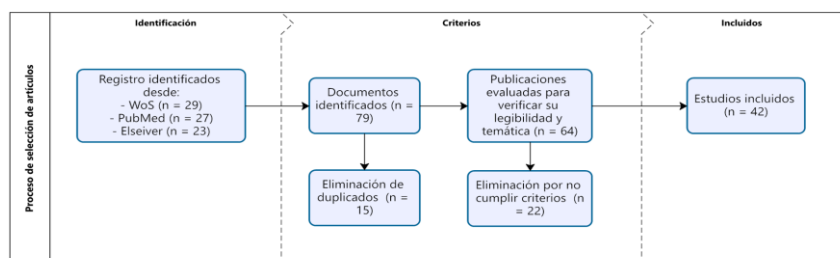 Identificación
Criterios
Incluidos
Proceso de selección de artículos
Registro identificados
desde:
- WoS (n = 29)
- PubMed (n = 27)
- Elseiver (n = 23)
Documentos
identificados (n =
79)
Publicaciones
evaluadas para
verificar su
legibilidad y
temática (n = 64)
Estudios incluidos
(n = 42)
Eliminación de
duplicados (n =
15)
Eliminación por no
cumplir criterios (n
= 22)